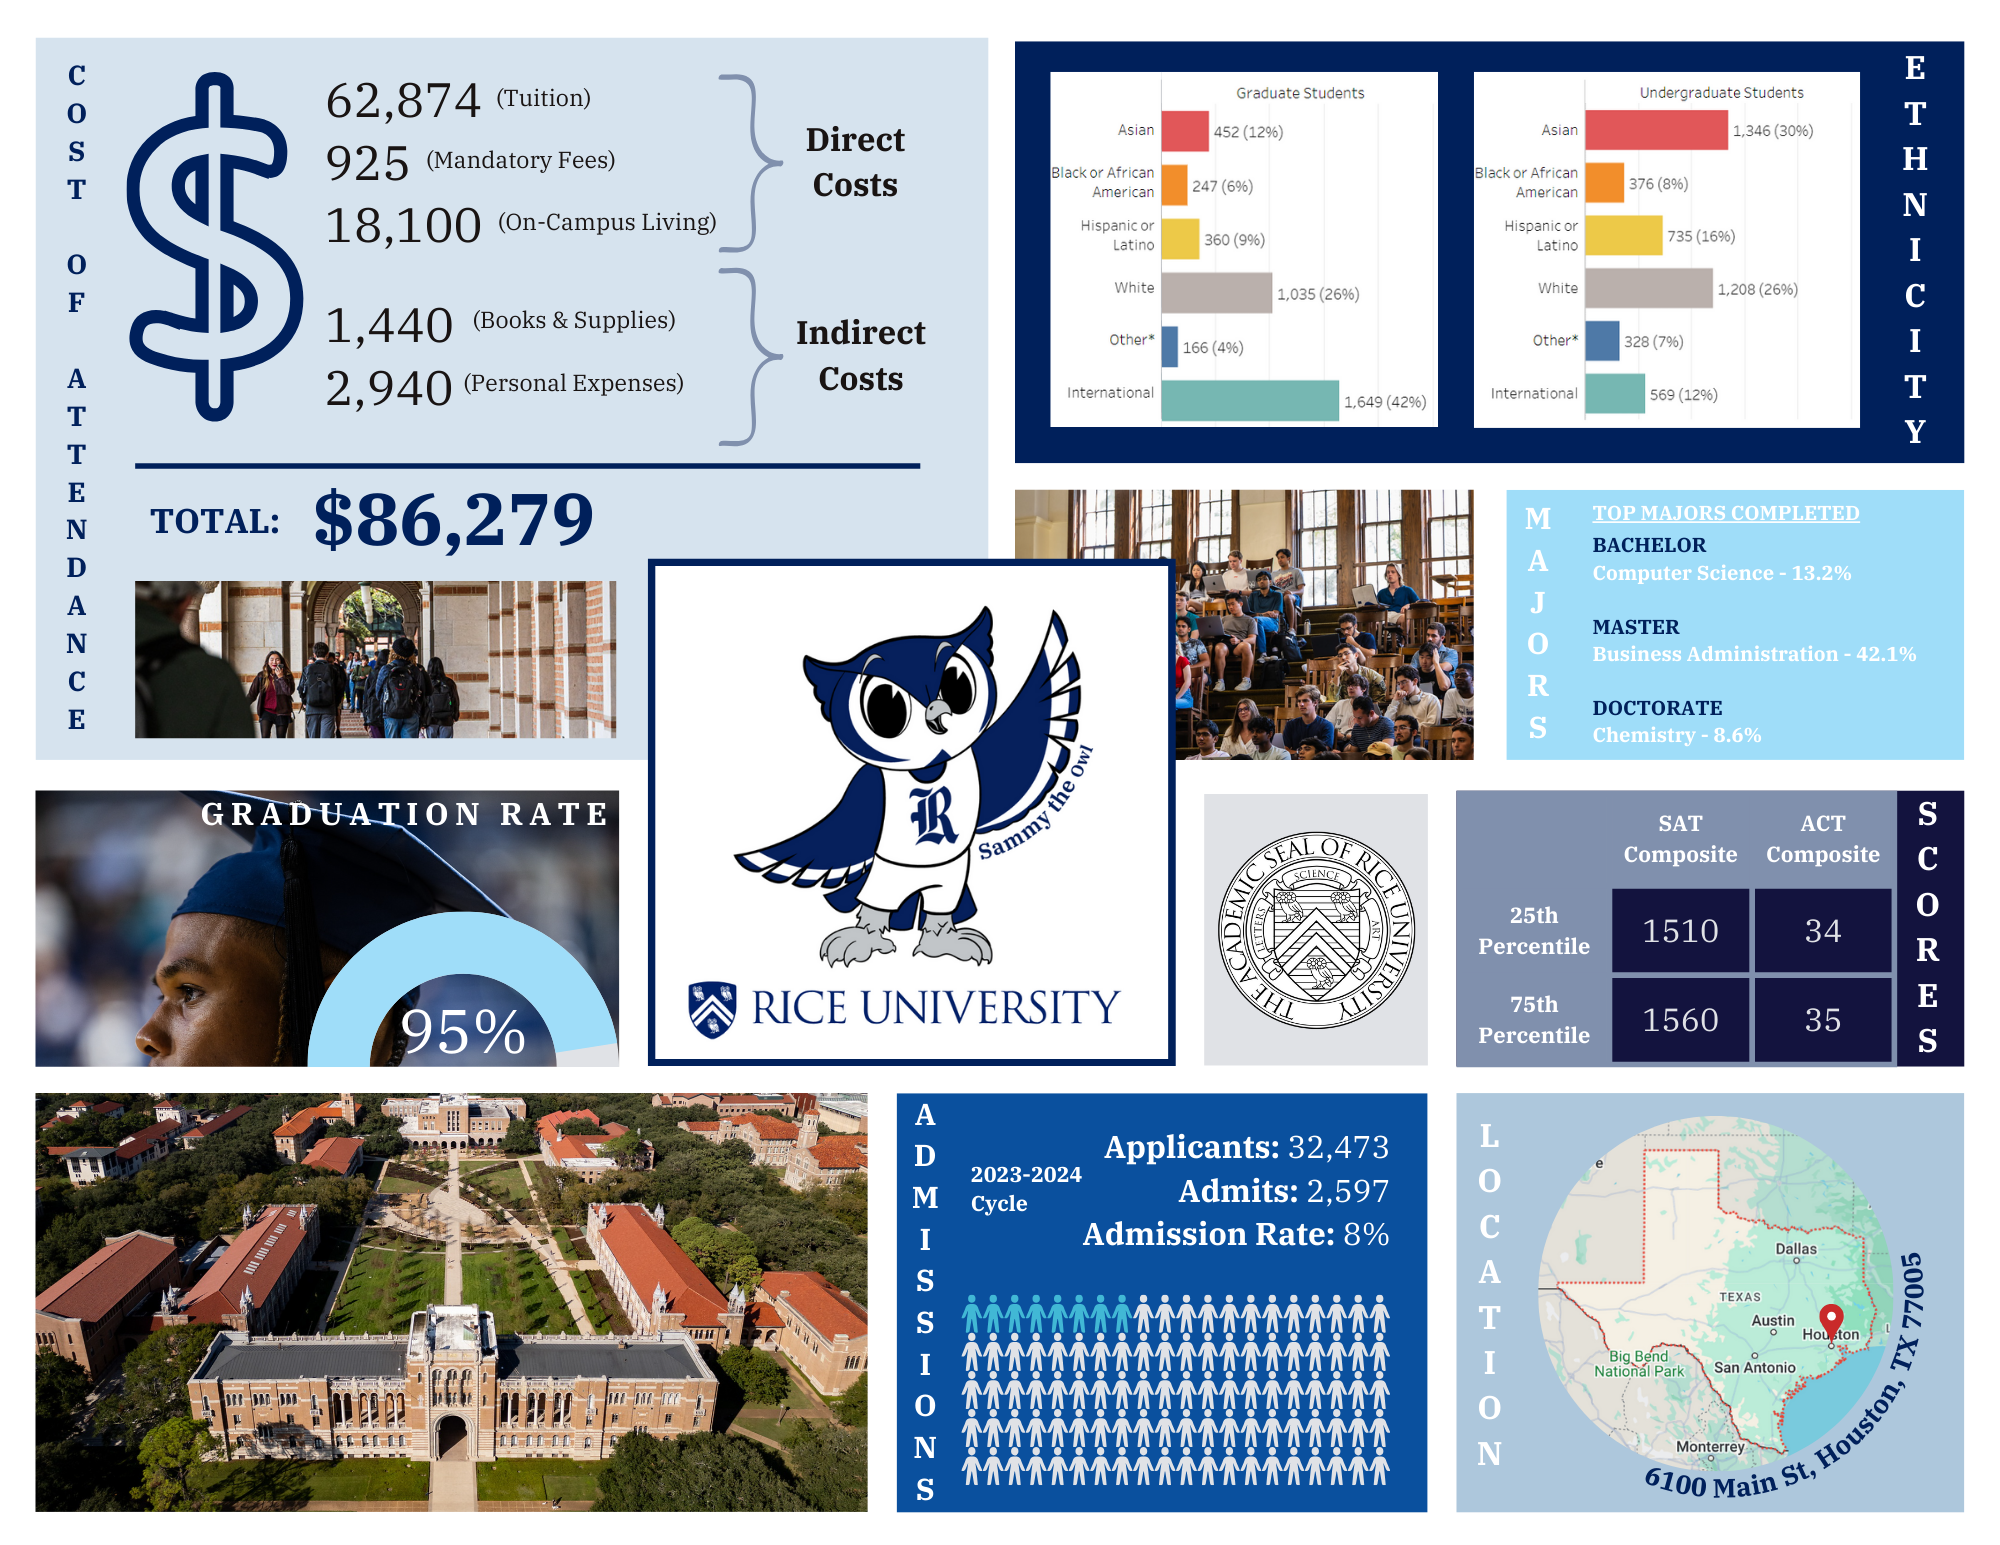 COST OF ATTENDANCE
62,874 (Tuition)
925 (Mandatory Fees)
18,100 (On-Campus Living)
Direct
Costs
1,440 (Books & Supplies)
2,940 (Personal Expenses)
Indirect
Costs
$
TOTAL: $86,279
ETHNICITY
Graduate Students
Asian 452 (12%)
Black or African
American 247 (6%)
Hispanic or
Latino 360 (9%)
White 1,035 (26%)
Other* 166 (4%)
International 1,649 (42%)
Undergraduate Students
Asian 1,346 (30%)
Black or African
American 376 (8%)
Hispanic or
Latino 735 (16%)
White 1,208 (26%)
Other* 328 (7%)
International 569 (12%)
MAJORS
TOP MAJORS COMPLETED
BACHELOR
Computer Science - 13.2%
MASTER
Business Administration - 42.1%
DOCTORATE
Chemistry - 8.6%
GRADUATION RATE
95%
R
Sammy the Owl
RICE UNIVERSITY
THE ACADEMIC SEAL OF RICE UNIVERSITY
LETTERS
SCIENCE
ART
SCORES
SAT
Composite
ACT
Composite
25th
Percentile
1510
34
75th
Percentile
1560
35
ADMISSIONS
2023-2024
Cycle
Applicants: 32,473
Admits: 2,597
Admission Rate: 8%
LOCATION
e
Dallas
TEXAS
Austin
Houston
L
Big Bend
National Park
San Antonio
Monterrey
6100 Main St, Houston, TX 77005